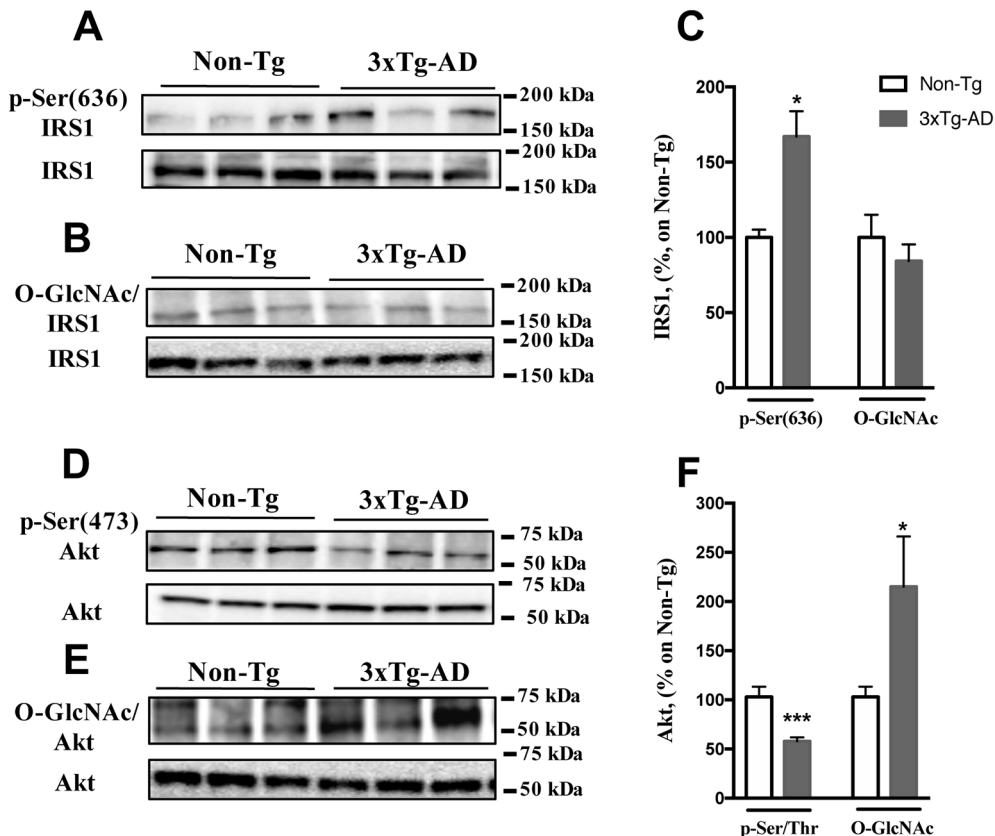 A
Non-Tg 3xTg-AD
p-Ser(636)
IRS1
200 kDa
150 kDa
IRS1
200 kDa
150 kDa
B
Non-Tg 3xTg-AD
O-GlcNAc/
IRS1
200 kDa
150 kDa
IRS1
200 kDa
150 kDa
C
Non-Tg
3xTg-AD
IRS1, (%, on Non-Tg)
200
150
100
50
0
*
p-Ser(636) O-GlcNAc
D
Non-Tg 3xTg-AD
p-Ser(473)
Akt
75 kDa
50 kDa
Akt
75 kDa
50 kDa
E
Non-Tg 3xTg-AD
O-GlcNAc/
Akt
75 kDa
50 kDa
Akt
75 kDa
50 kDa
F
Akt, (% on Non-Tg)
300
250
200
150
100
50
0
***
*
p-Ser/Thr O-GlcNAc